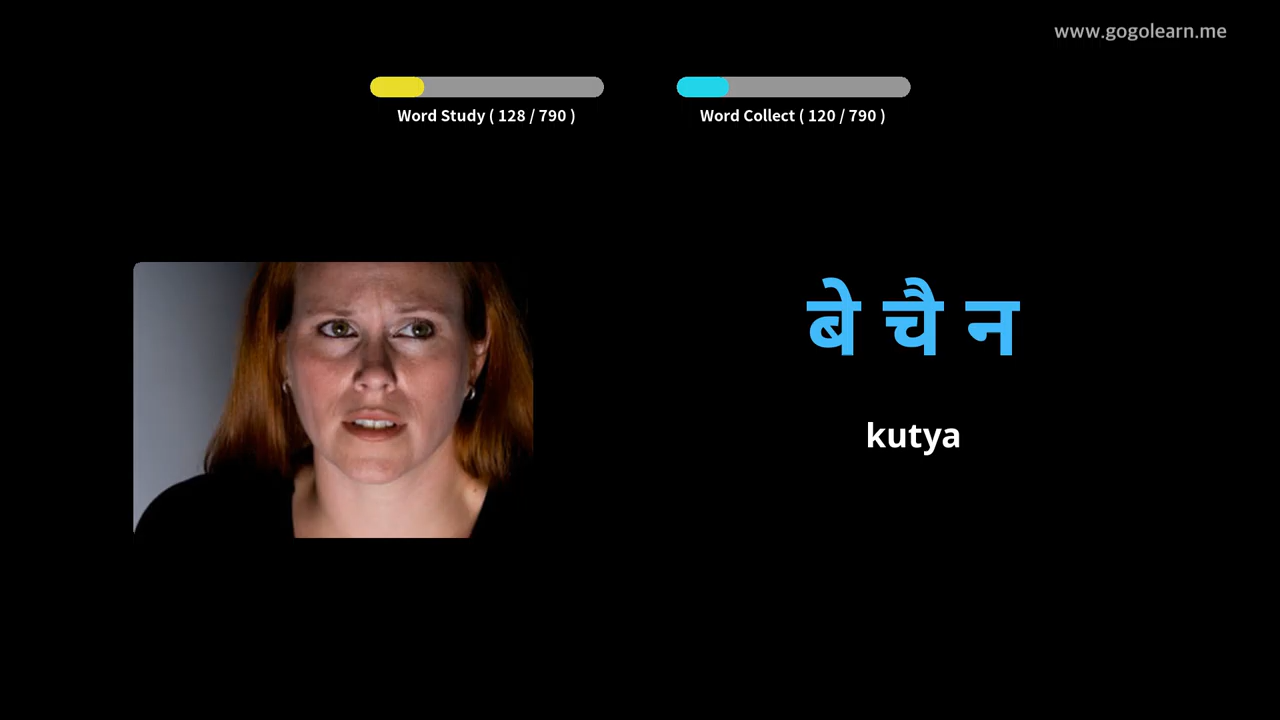 www.gogolearn.me
Word Study ( 128 / 790 )
Word Collect ( 120 / 790 )
बे चै न
kutya